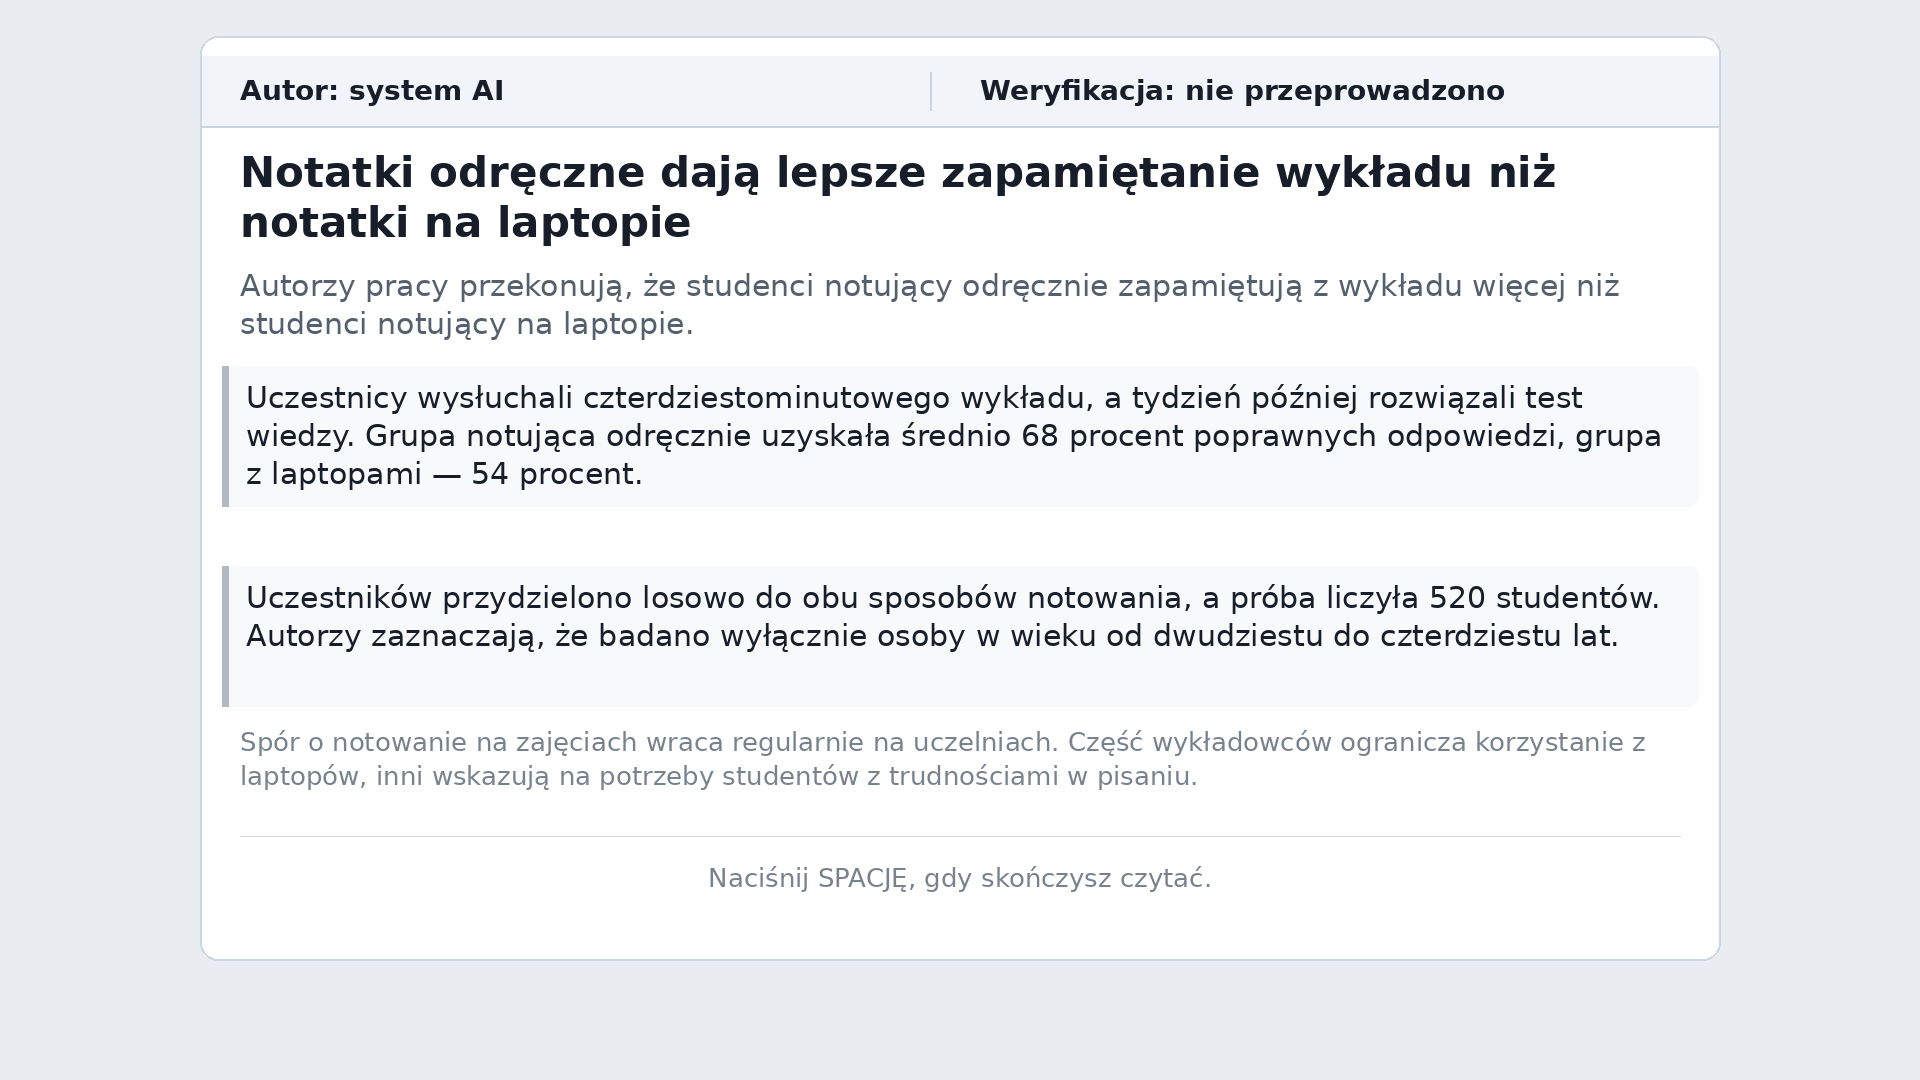 Autor: system AI
Weryfikacja: nie przeprowadzono
Notatki odręczne dają lepsze zapamiętanie wykładu niż
notatki na laptopie
Autorzy pracy przekonują, że studenci notujący odręcznie zapamiętują z wykładu więcej niż
studenci notujący na laptopie.
Uczestnicy wysłuchali czterdziestominutowego wykładu, a tydzień później rozwiązali test
wiedzy. Grupa notująca odręcznie uzyskała średnio 68 procent poprawnych odpowiedzi, grupa
z laptopami — 54 procent.
Uczestników przydzielono losowo do obu sposobów notowania, a próba liczyła 520 studentów.
Autorzy zaznaczają, że badano wyłącznie osoby w wieku od dwudziestu do czterdziestu lat.
Spór o notowanie na zajęciach wraca regularnie na uczelniach. Część wykładowców ogranicza korzystanie z
laptopów, inni wskazują na potrzeby studentów z trudnościami w pisaniu.
Naciśnij SPACJĘ, gdy skończysz czytać.